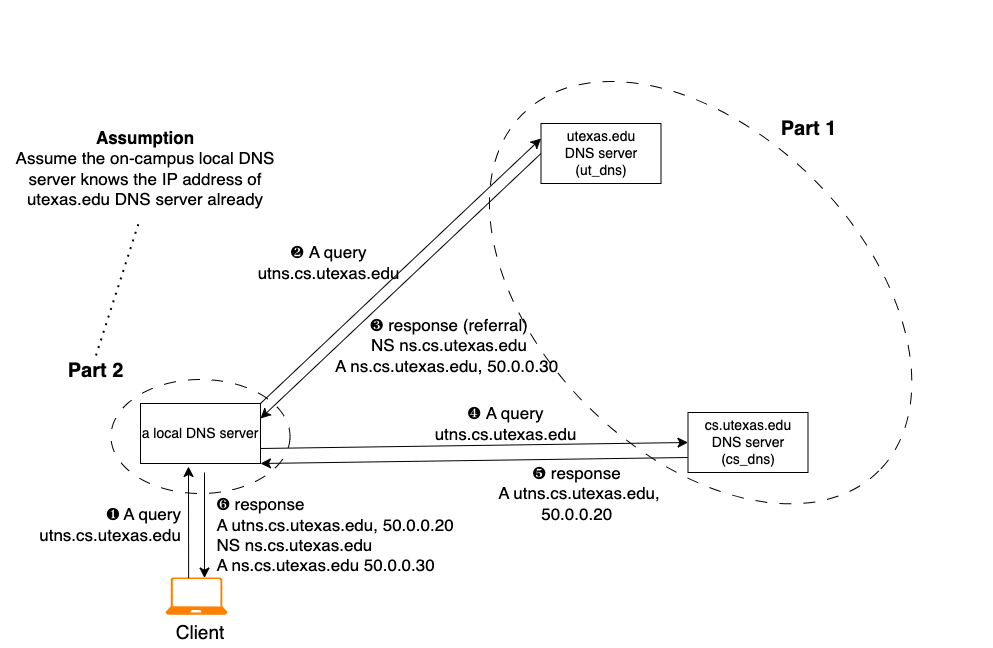 Assumption
Assume the on-campus local DNS
server knows the IP address of
utexas.edu DNS server already
Part 1
utexas.edu
DNS server
(ut_dns)
❷ A query
utns.cs.utexas.edu
❸ response (referral)
NS ns.cs.utexas.edu
A ns.cs.utexas.edu, 50.0.0.30
Part 2
a local DNS server
❹ A query
utns.cs.utexas.edu
cs.utexas.edu
DNS server
(cs_dns)
❺ response
A utns.cs.utexas.edu,
50.0.0.20
❶ A query
utns.cs.utexas.edu
❻ response
A utns.cs.utexas.edu, 50.0.0.20
NS ns.cs.utexas.edu
A ns.cs.utexas.edu 50.0.0.30
Client